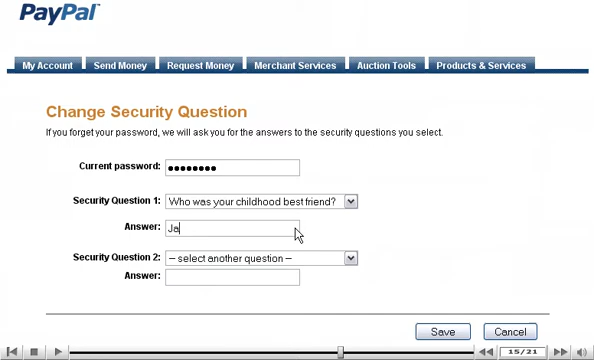 PayPal
My Account Send Money Request Money Merchant Services Auction Tools Products & Services
Change Security Question
If you forget your password, we will ask you for the answers to the security questions you select.
Current password: ●●●●●●●●
Security Question 1: Who was your childhood best friend?
Answer: Ja
Security Question 2: – select another question –
Answer:
Save Cancel
15/21